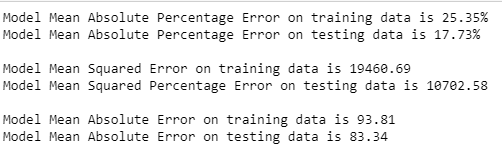 Model Mean Absolute Percentage Error on training data is 25.35%
Model Mean Absolute Percentage Error on testing data is 17.73%
Model Mean Squared Error on training data is 19460.69
Model Mean Squared Percentage Error on testing data is 10702.58
Model Mean Absolute Error on training data is 93.81
Model Mean Absolute Error on testing data is 83.34